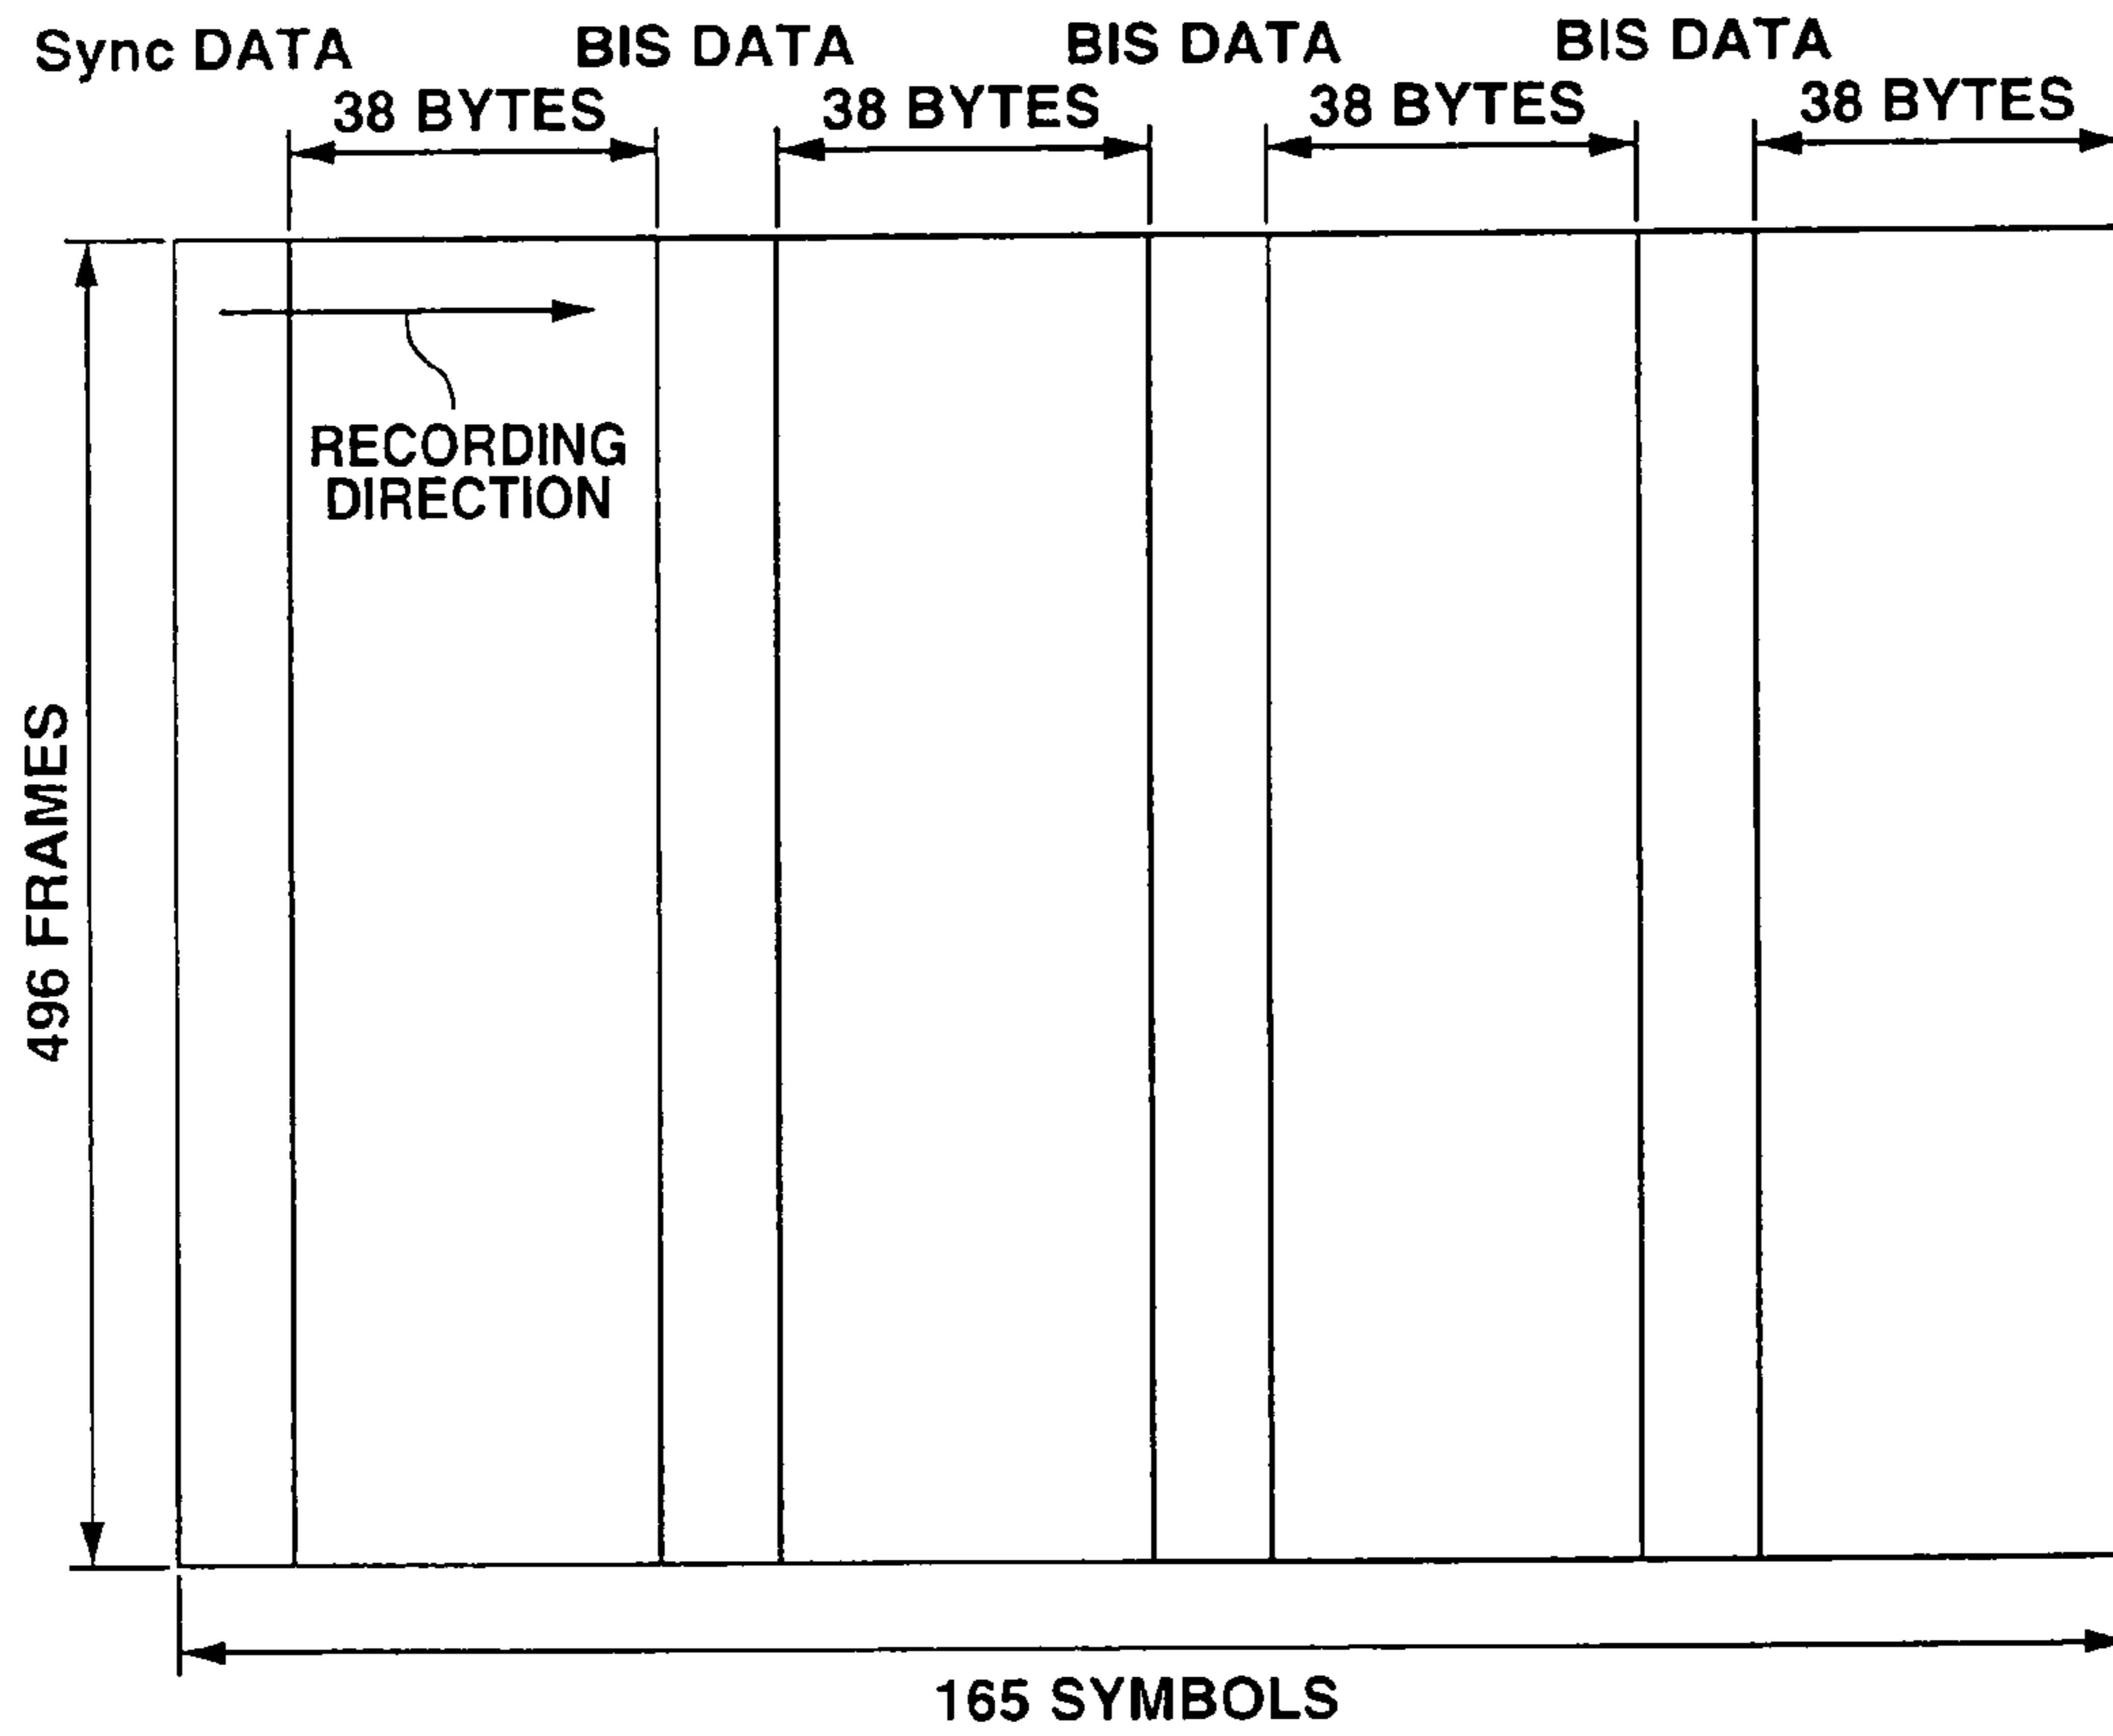 Sync DATA
BIS DATA
BIS DATA
BIS DATA
38 BYTES
38 BYTES
38 BYTES
38 BYTES
RECORDING
DIRECTION
496 FRAMES
165 SYMBOLS